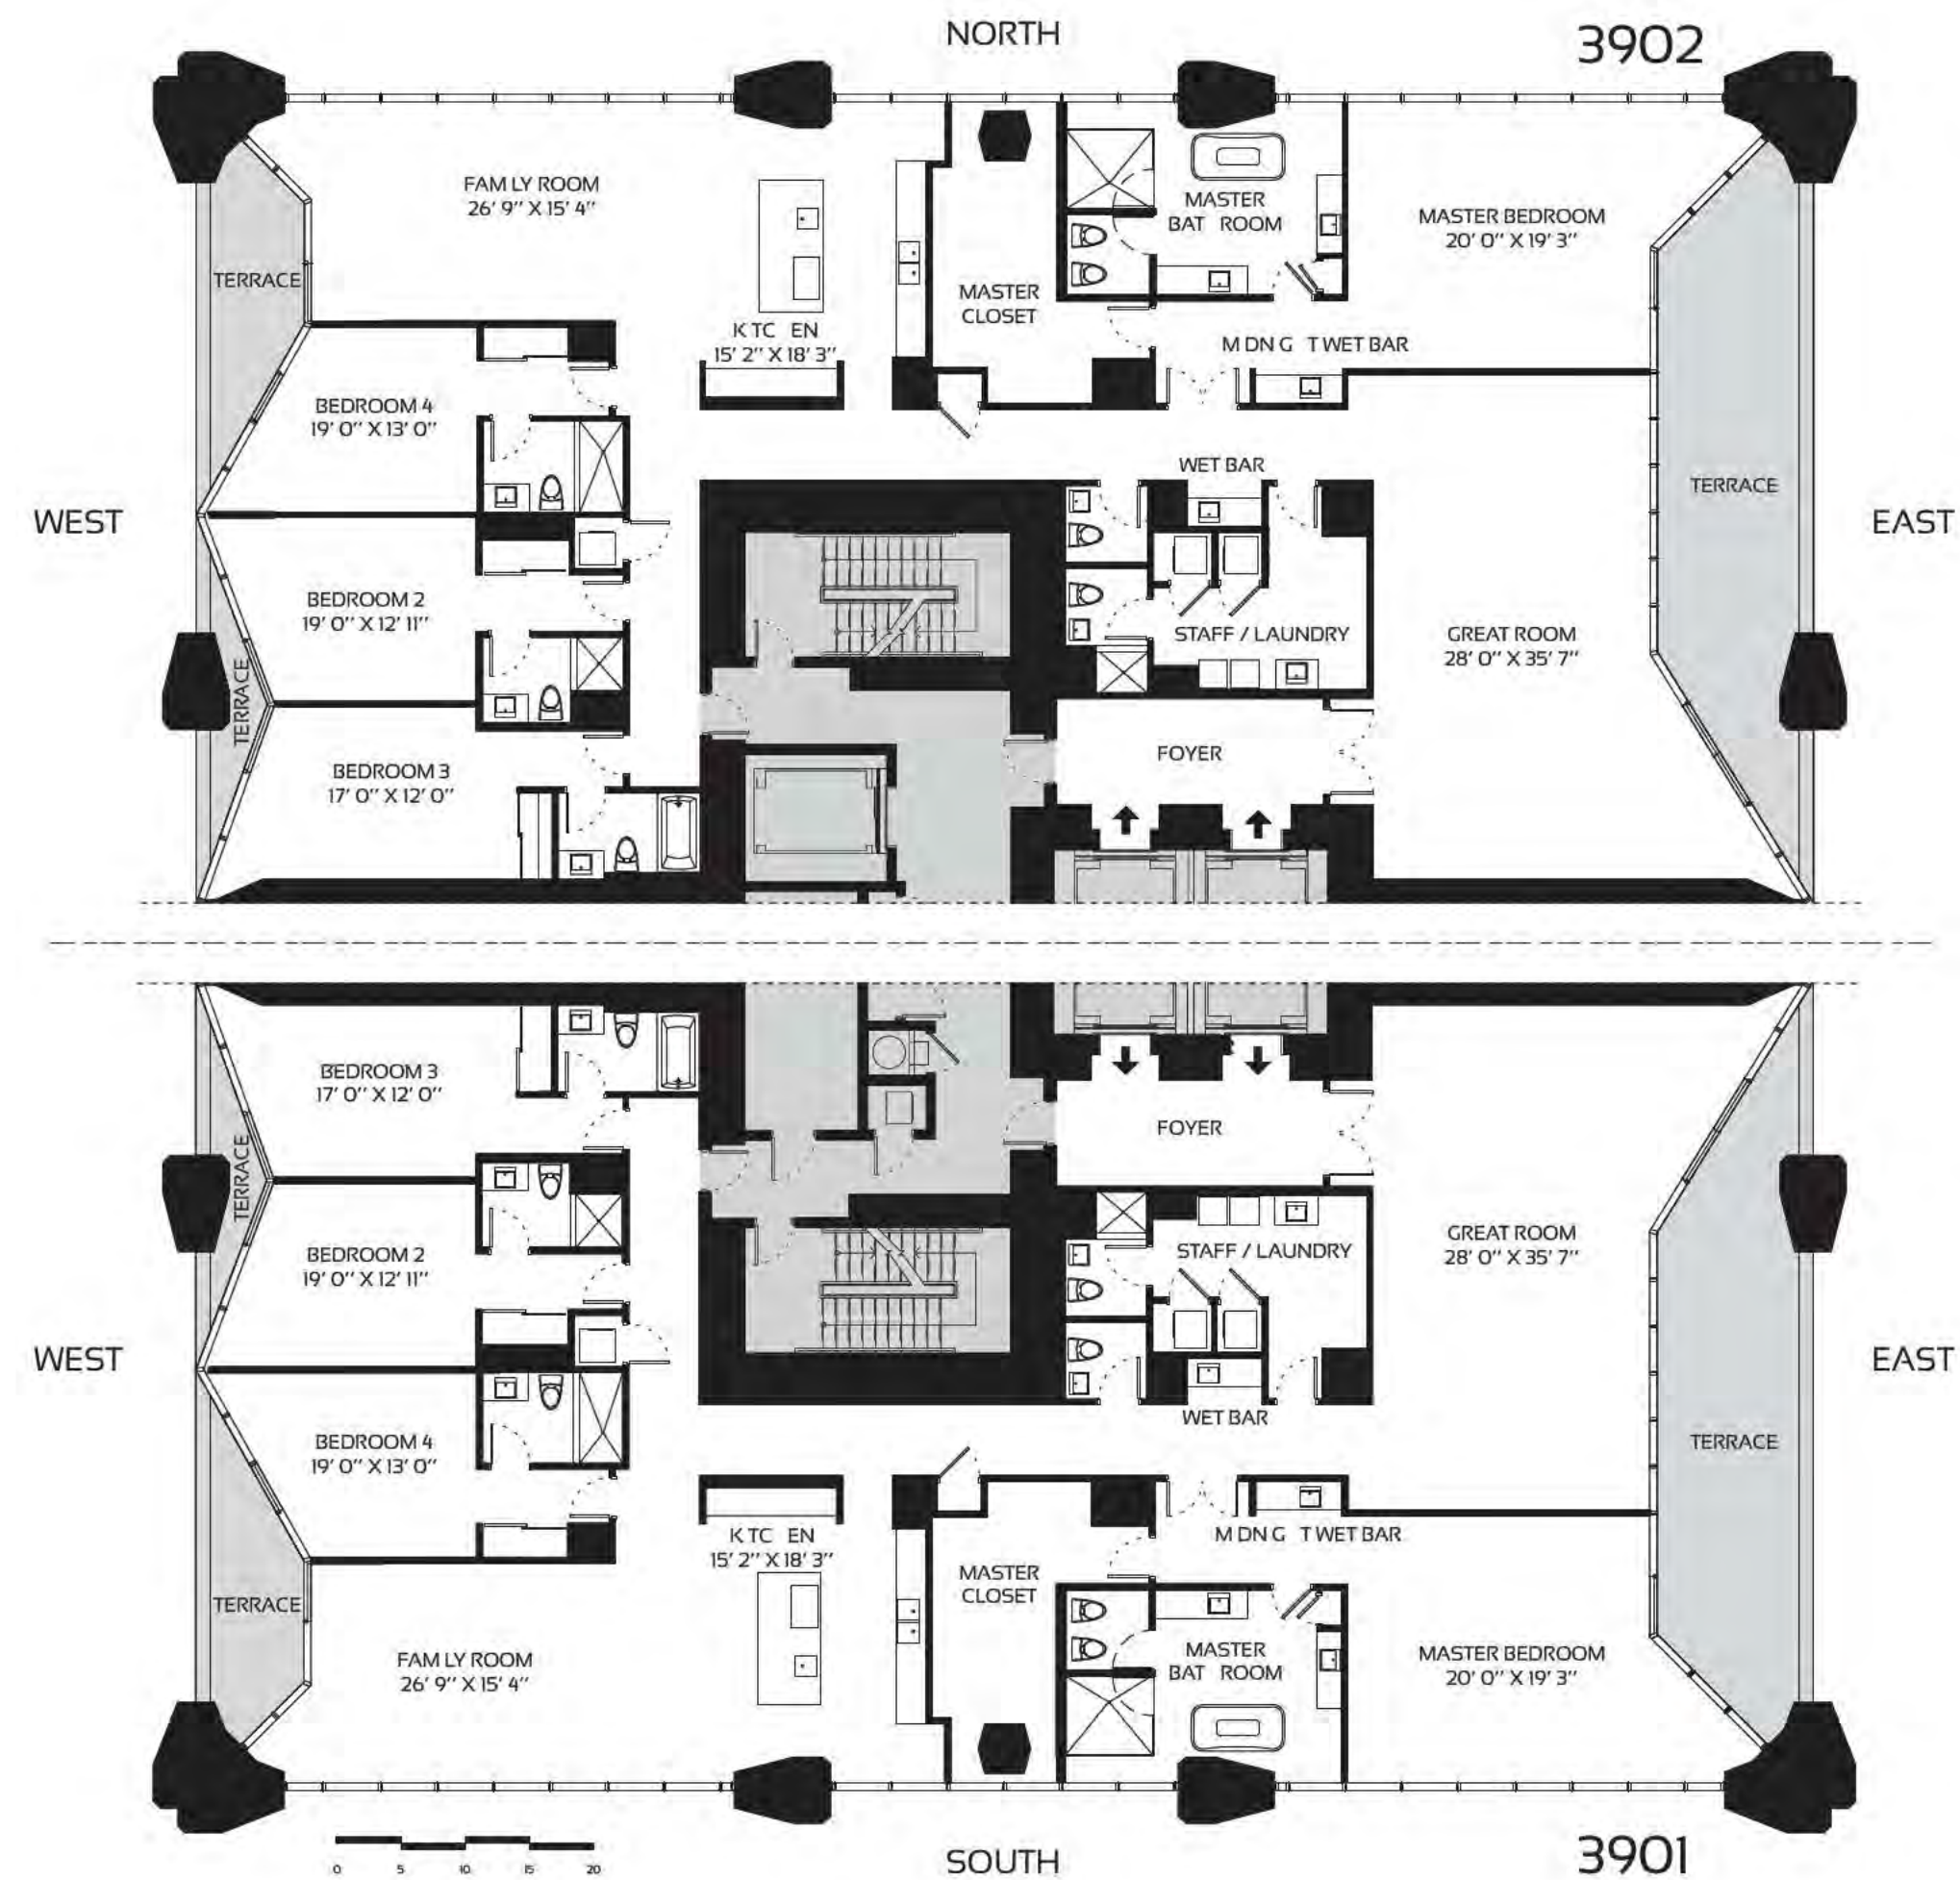 NORTH
3902
FAM LY ROOM
26' 9" X 15' 4"
TERRACE
K TC EN
15' 2" X 18' 3"
MASTER
CLOSET
MASTER
BAT ROOM
MASTER BEDROOM
20' 0" X 19' 3"
M DN G T WET BAR
BEDROOM 4
19' 0" X 13' 0"
WET BAR
TERRACE
WEST
EAST
BEDROOM 2
19' 0" X 12' 11"
STAFF / LAUNDRY
GREAT ROOM
28' 0" X 35' 7"
TERRACE
BEDROOM 3
17' 0" X 12' 0"
FOYER
BEDROOM 3
17' 0" X 12' 0"
FOYER
TERRACE
BEDROOM 2
19' 0" X 12' 11"
STAFF / LAUNDRY
GREAT ROOM
28' 0" X 35' 7"
WEST
EAST
WET BAR
BEDROOM 4
19' 0" X 13' 0"
TERRACE
K TC EN
15' 2" X 18' 3"
M DN G T WET BAR
MASTER
CLOSET
TERRACE
FAM LY ROOM
26' 9" X 15' 4"
MASTER
BAT ROOM
MASTER BEDROOM
20' 0" X 19' 3"
0 5 10 15 20
SOUTH
3901